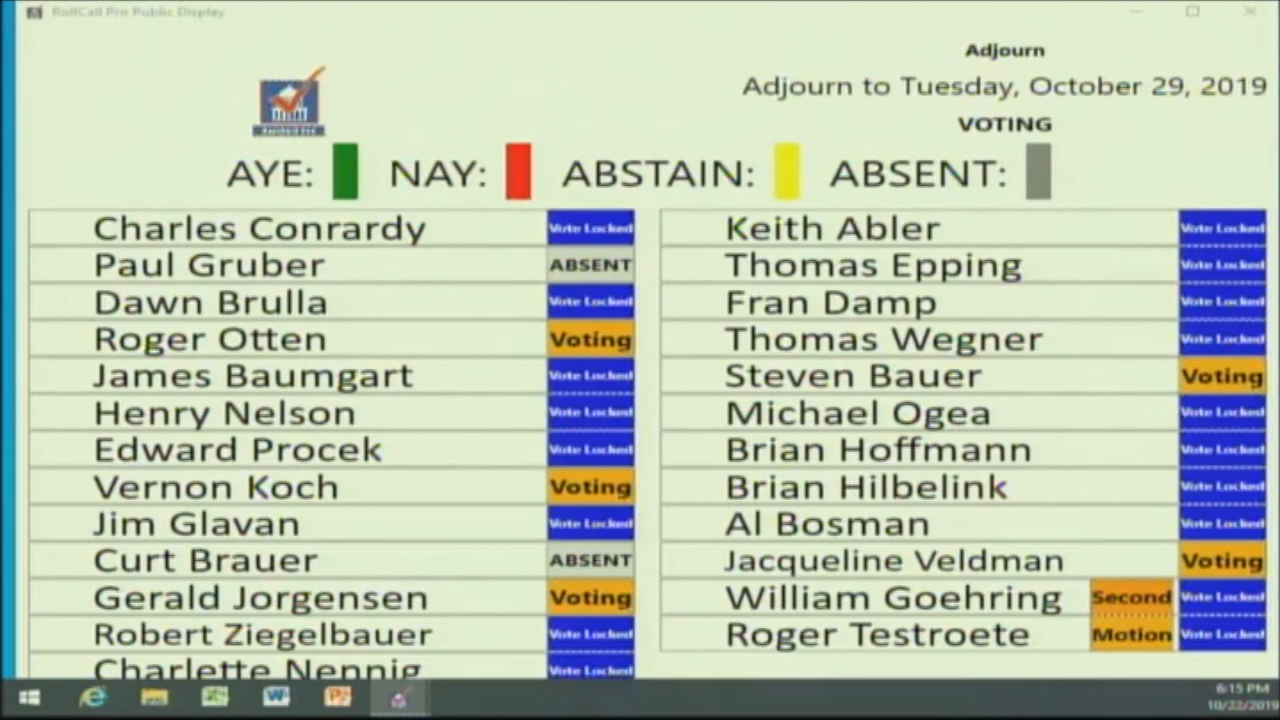 RollCall Pro Public Display
Adjourn
Adjourn to Tuesday, October 29, 2019
VOTING
AYE: NAY: ABSTAIN: ABSENT:
Charles Conrardy Vote Locked
Paul Gruber ABSENT
Dawn Brulla Vote Locked
Roger Otten Voting
James Baumgart Vote Locked
Henry Nelson Vote Locked
Edward Procek Vote Locked
Vernon Koch Voting
Jim Glavan Vote Locked
Curt Brauer ABSENT
Gerald Jorgensen Voting
Robert Ziegelbauer Vote Locked
Charlette Nennig Vote Locked
Keith Abler Vote Locked
Thomas Epping Vote Locked
Fran Damp Vote Locked
Thomas Wegner Vote Locked
Steven Bauer Voting
Michael Ogea Vote Locked
Brian Hoffmann Vote Locked
Brian Hilbelink Vote Locked
Al Bosman Vote Locked
Jacqueline Veldman Voting
William Goehring Second Vote Locked
Roger Testroete Motion Vote Locked
6:15 PM
10/22/2019